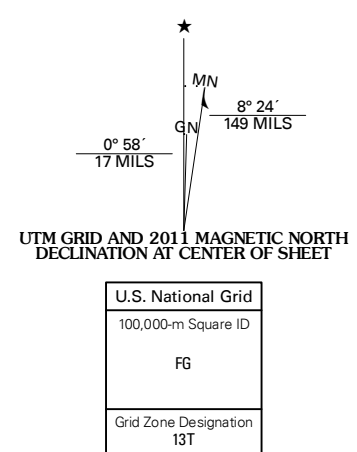 ★
MN
8° 24´
149 MILS
GN
0° 58´
17 MILS
UTM GRID AND 2011 MAGNETIC NORTH
DECLINATION AT CENTER OF SHEET
U.S. National Grid
100,000-m Square ID
FG
Grid Zone Designation
13T